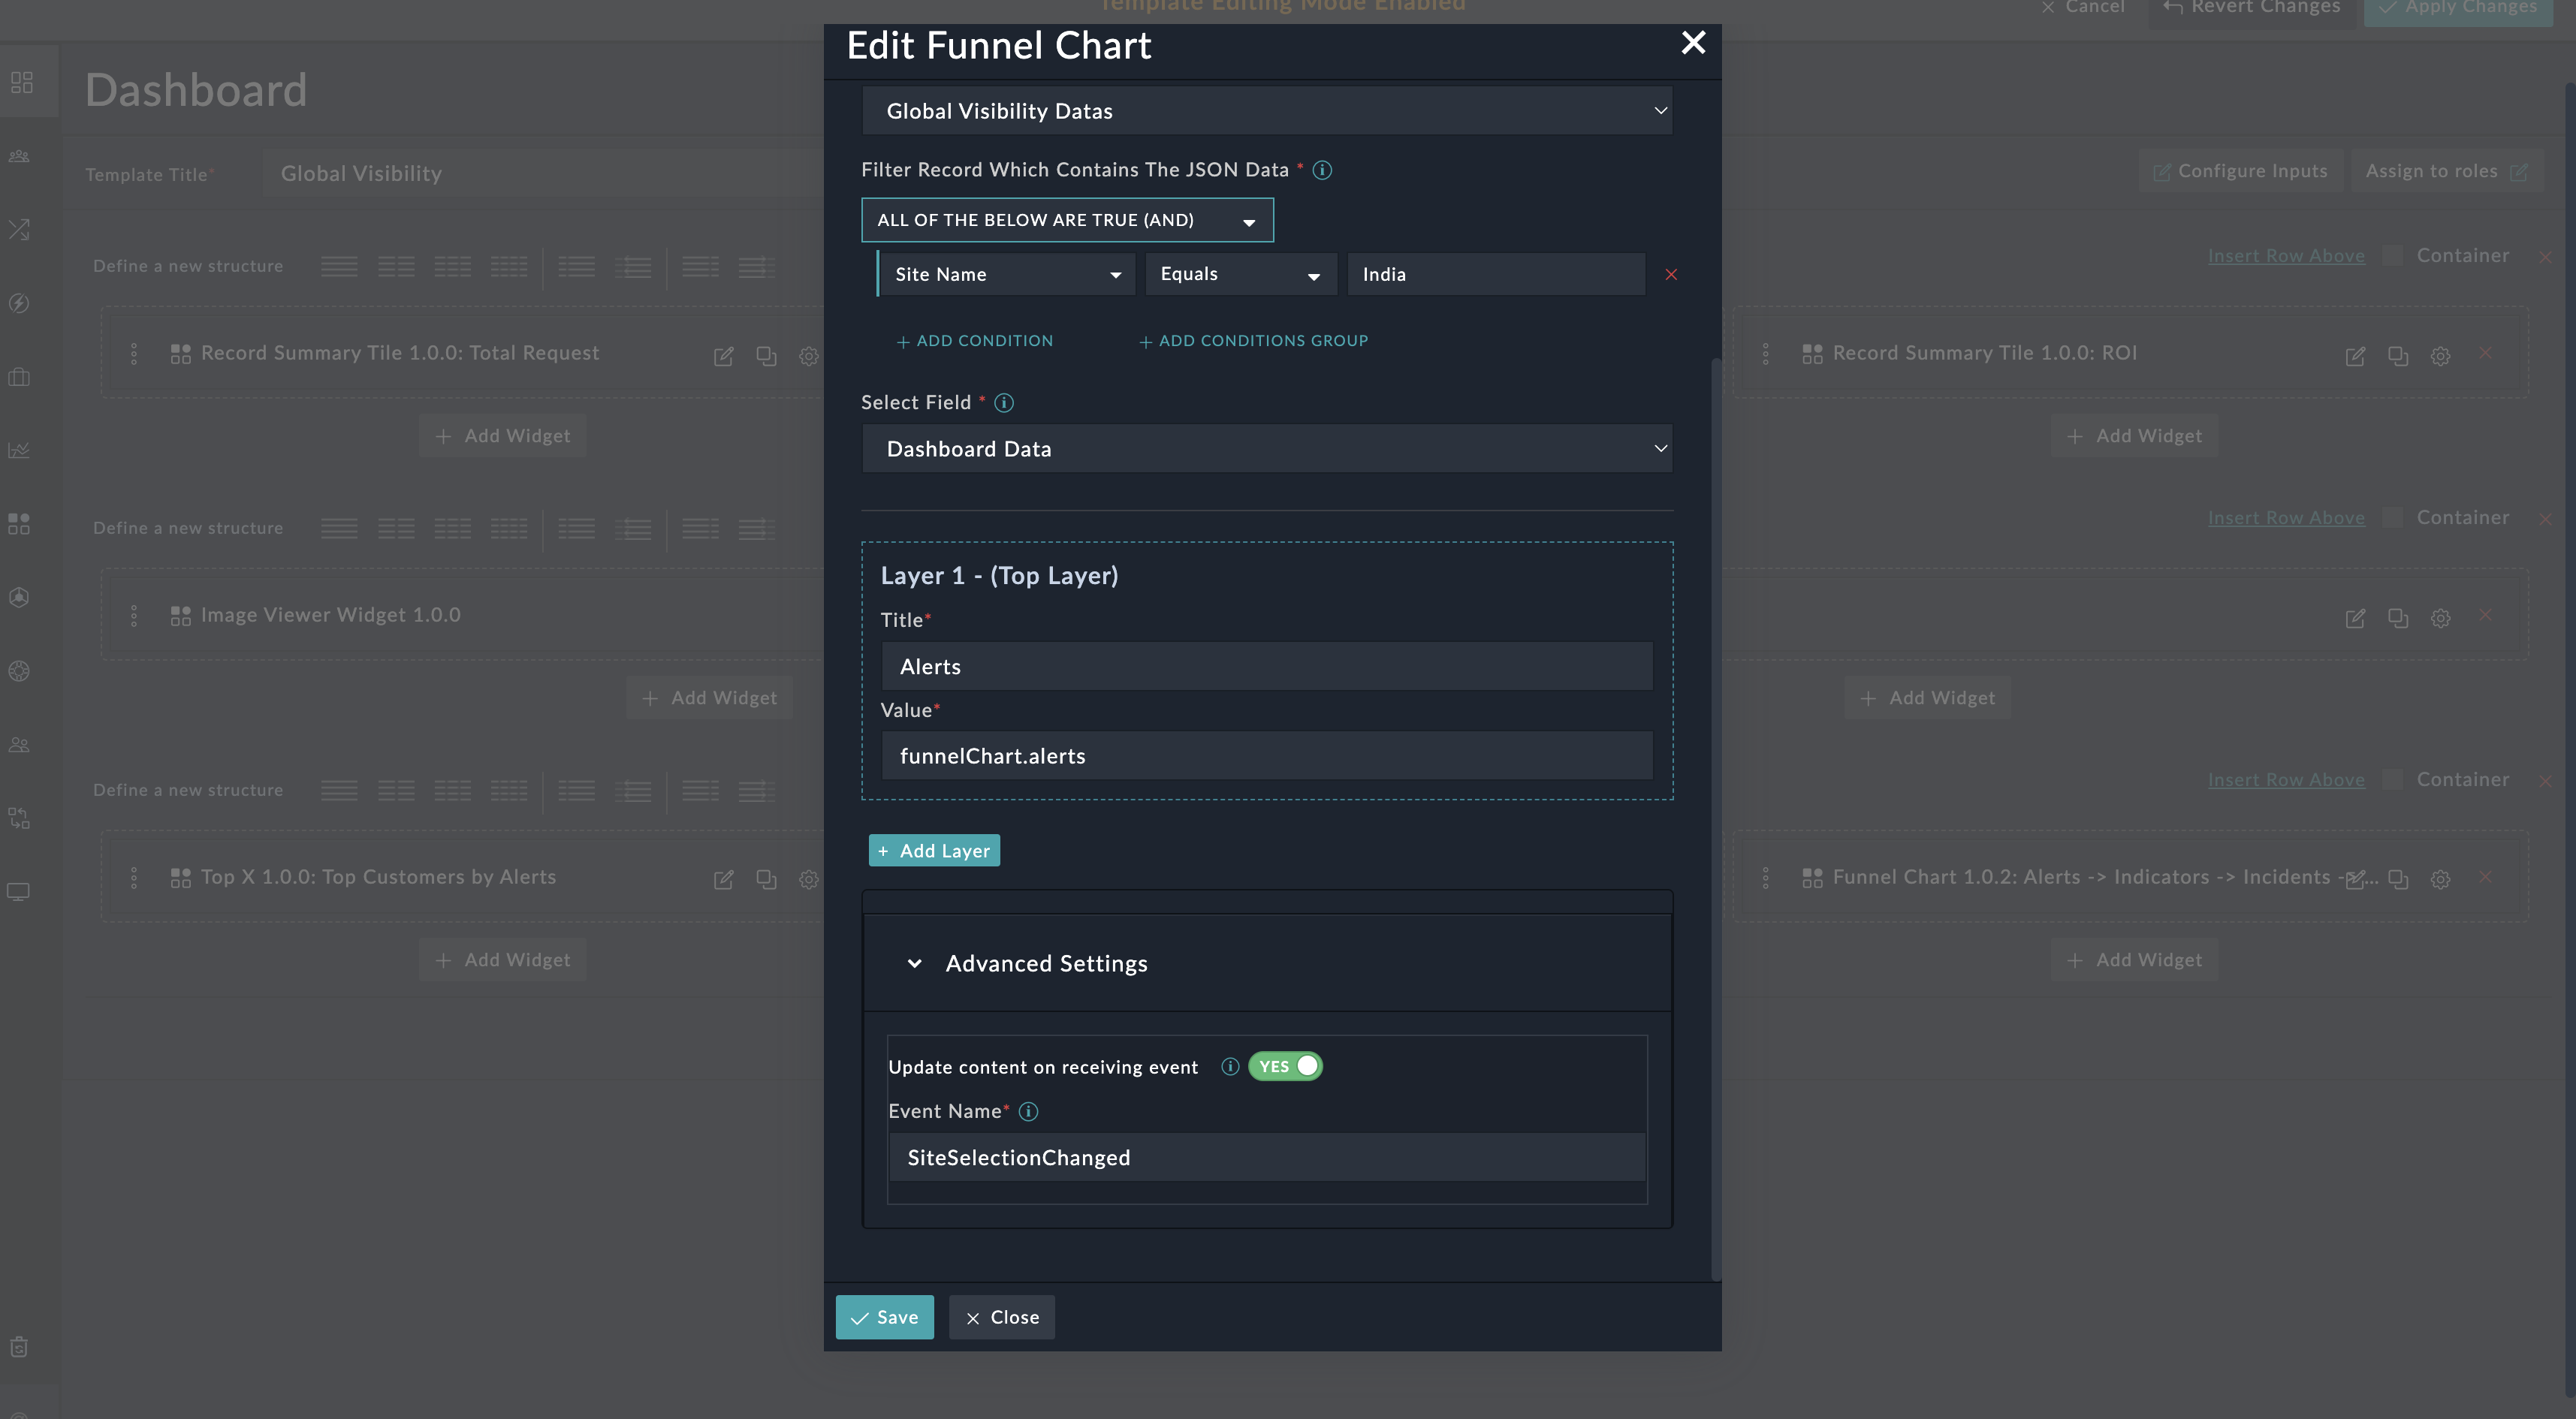 Template Editing Mode Enabled
Cancel
Revert Changes
Apply Changes
Edit Funnel Chart
Dashboard
Template Title*
Global Visibility
Configure Inputs
Assign to roles
Global Visibility Datas
Filter Record Which Contains The JSON Data *
ALL OF THE BELOW ARE TRUE (AND)
Site Name
Equals
India
+ ADD CONDITION
+ ADD CONDITIONS GROUP
Select Field *
Dashboard Data
Layer 1 - (Top Layer)
Title*
Alerts
Value*
funnelChart.alerts
+ Add Layer
Advanced Settings
Update content on receiving event
YES
Event Name*
SiteSelectionChanged
Save
Close
Define a new structure
Insert Row Above
Container
Record Summary Tile 1.0.0: Total Request
Record Summary Tile 1.0.0: ROI
+ Add Widget
+ Add Widget
Define a new structure
Insert Row Above
Container
Image Viewer Widget 1.0.0
+ Add Widget
+ Add Widget
Define a new structure
Insert Row Above
Container
Top X 1.0.0: Top Customers by Alerts
Funnel Chart 1.0.2: Alerts -> Indicators -> Incidents -> ...
+ Add Widget
+ Add Widget